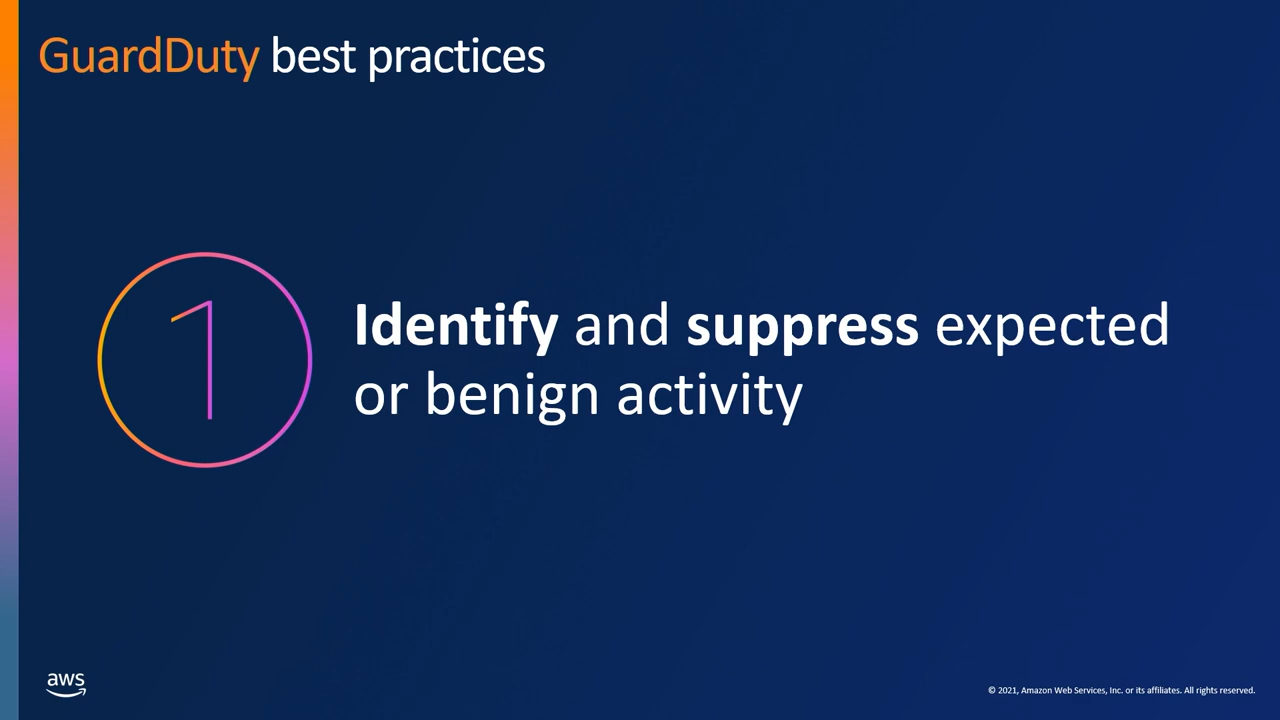 GuardDuty best practices
1
Identify and suppress expected
or benign activity
aws
© 2021, Amazon Web Services, Inc. or its affiliates. All rights reserved.